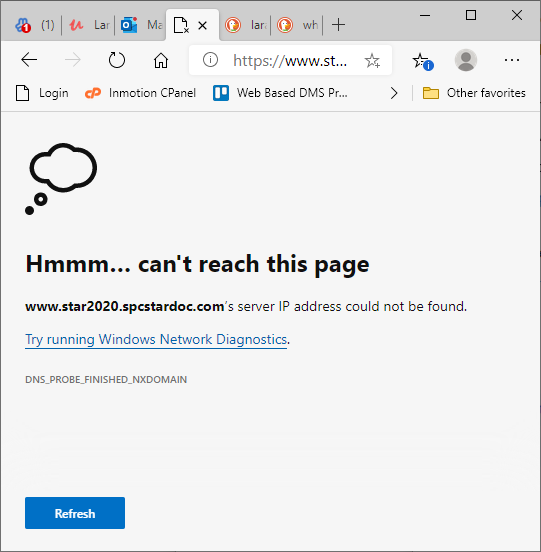 (1) Lar Ma lar wh
https://www.st...
Login Inmotion CPanel Web Based DMS Pr... Other favorites
Hmmm... can't reach this page
www.star2020.spcstardoc.com's server IP address could not be found.
Try running Windows Network Diagnostics.
DNS_PROBE_FINISHED_NXDOMAIN
Refresh